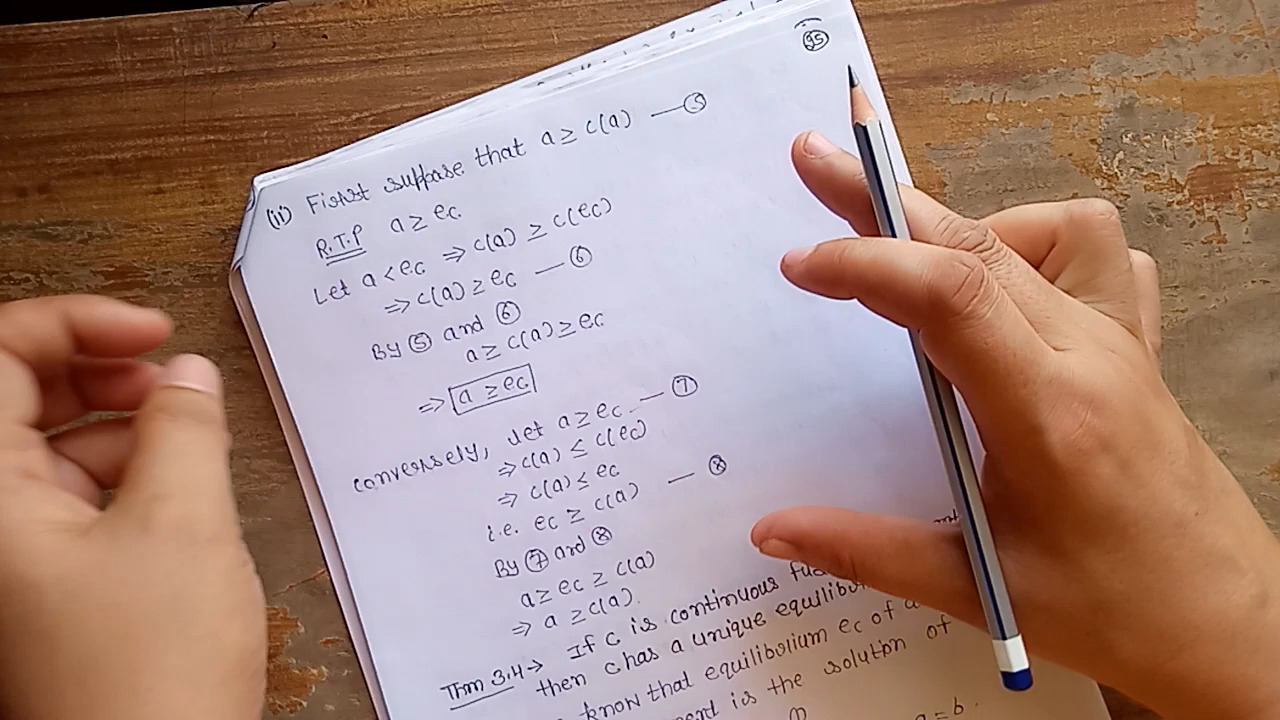 95
(ii) First suppose that a ≥ c(a) — ⑤
R.T.P a ≥ ec.
Let a < ec ⇒ c(a) ≥ c(ec)
⇒ c(a) ≥ ec — ⑥
By ⑤ and ⑥
a ≥ c(a) ≥ ec
⇒ a ≥ ec
conversely, let a ≥ ec — ⑦
⇒ c(a) ≤ c(ec)
⇒ c(a) ≤ ec
i.e. ec ≥ c(a) — ⑧
By ⑦ and ⑧
a ≥ ec ≥ c(a)
⇒ a ≥ c(a).
Thm 3.4 → If c is continuous
then c has a unique
know that equilibrium ec of
is the solution of
a = b.